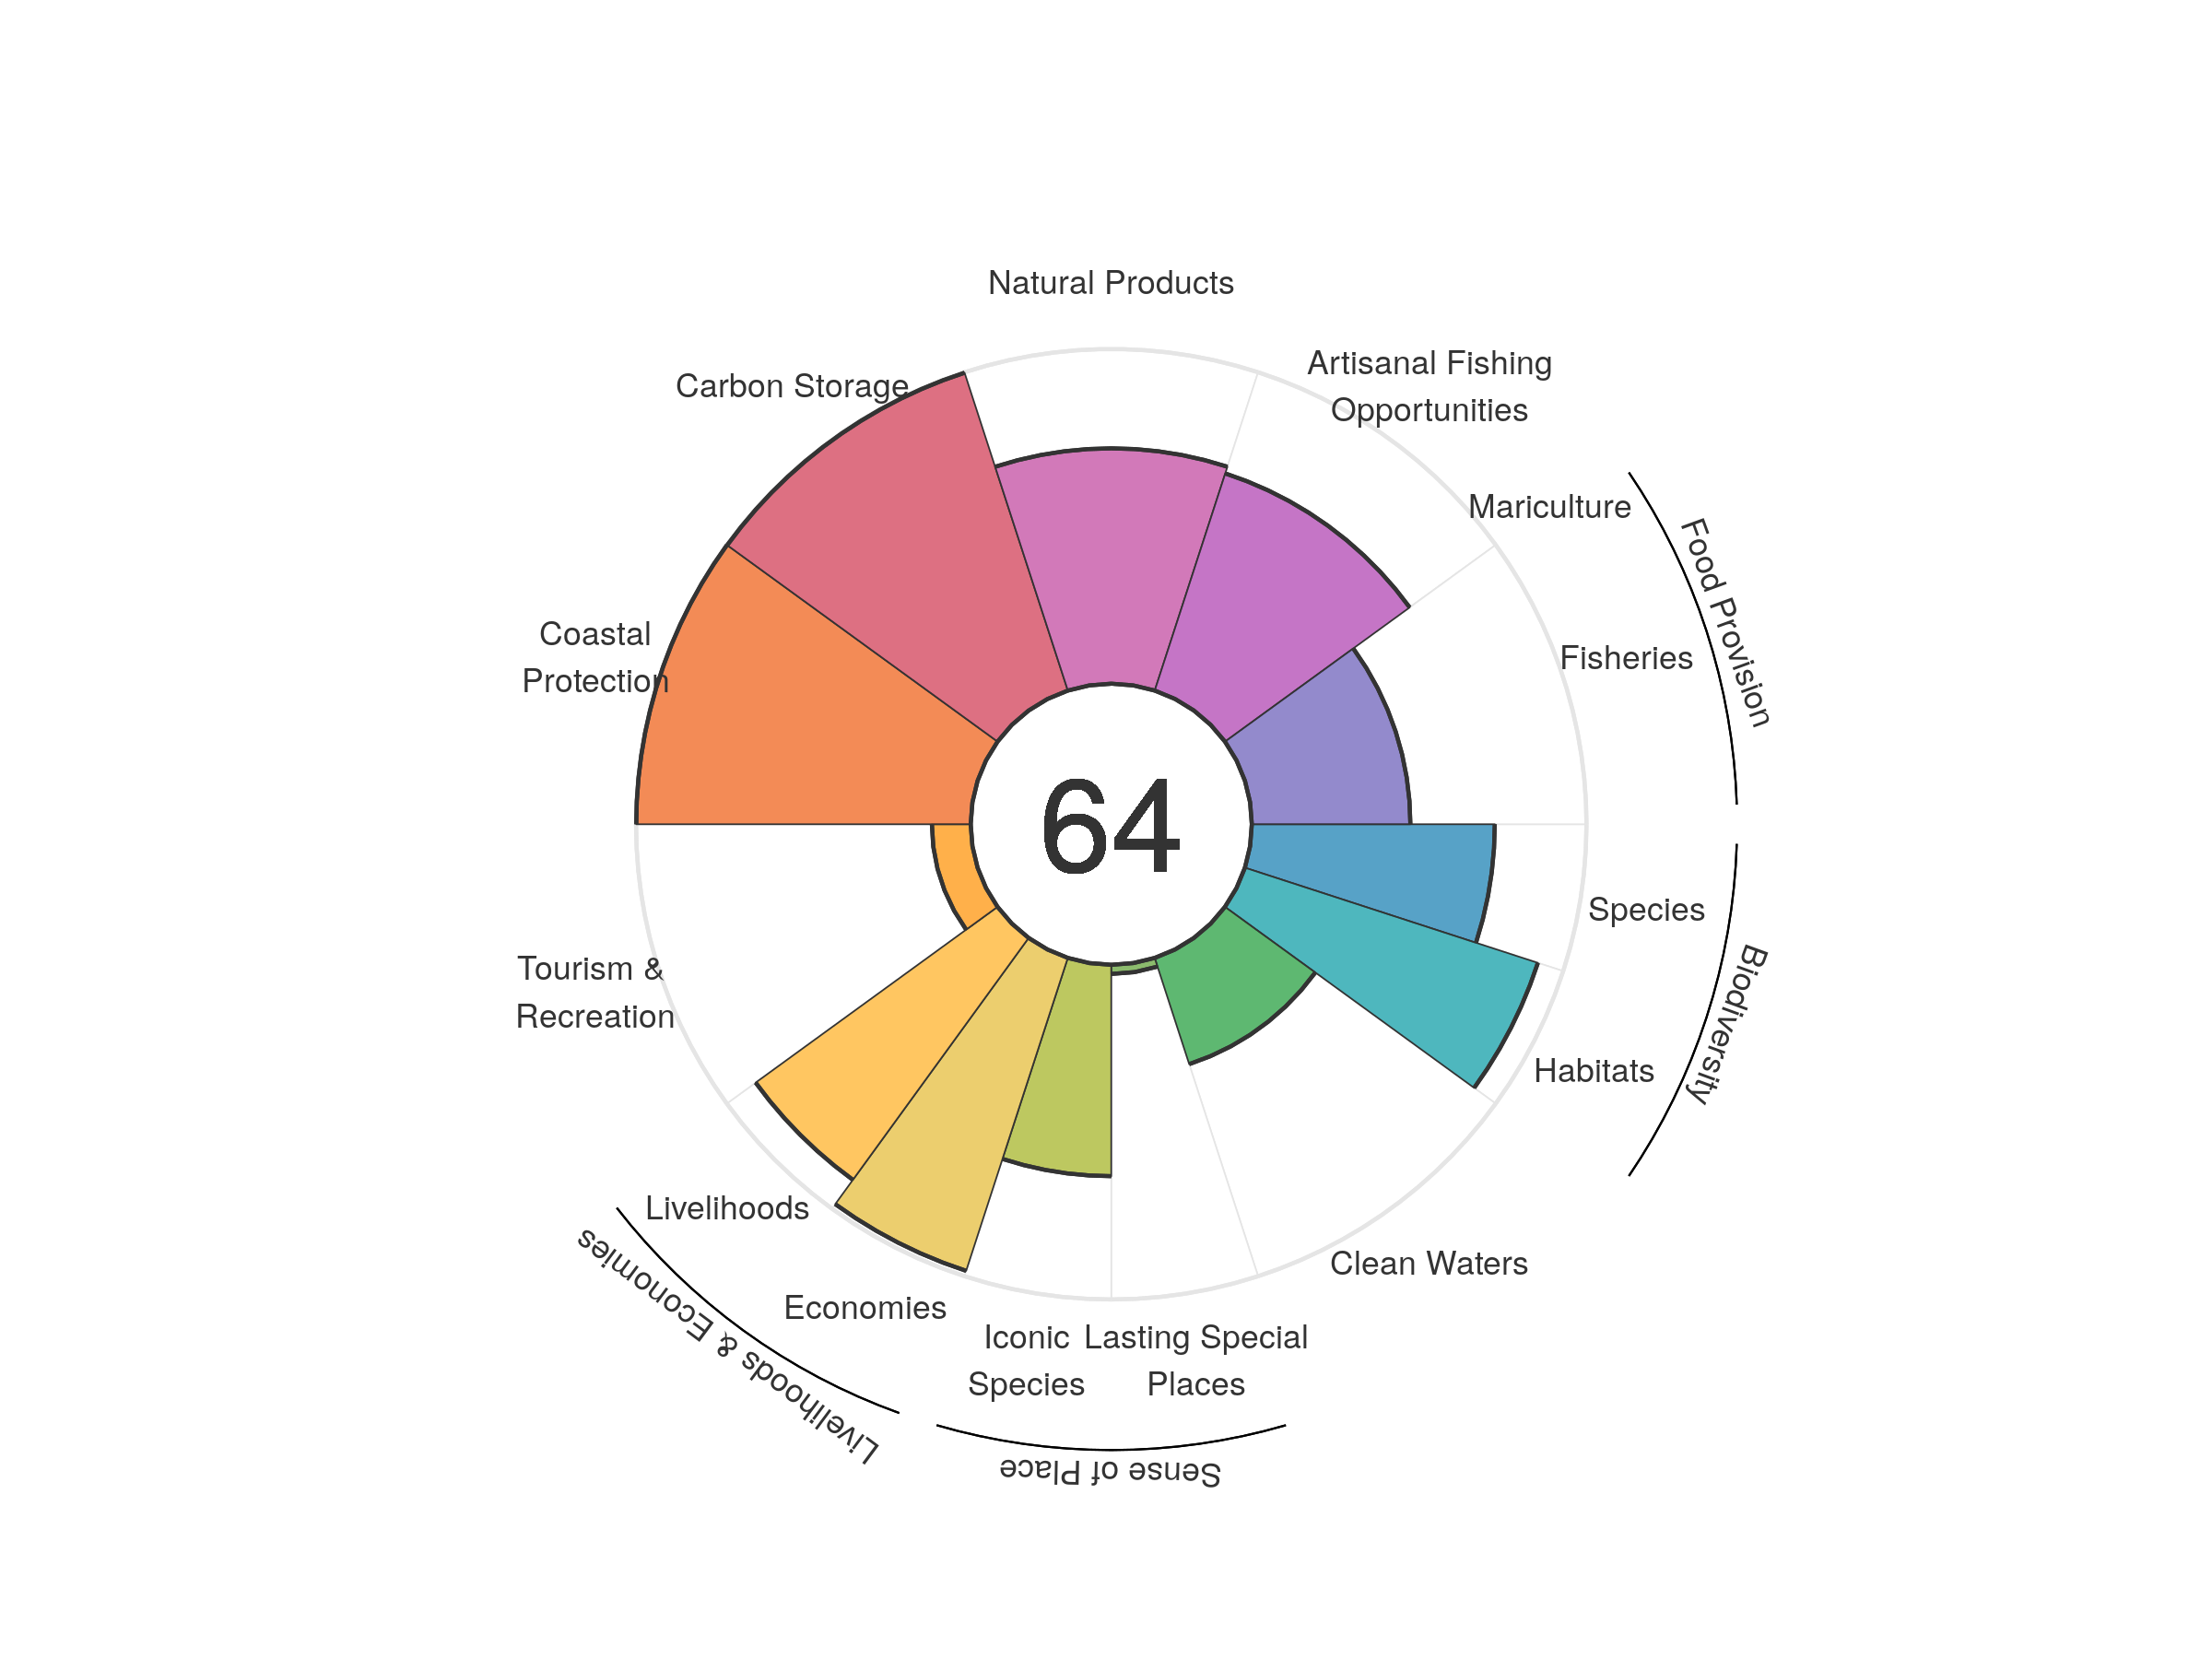 Natural Products
Carbon Storage
Artisanal Fishing
Opportunities
Mariculture
Food Provision
Fisheries
Coastal
Protection
64
Species
Biodiversity
Habitats
Tourism &
Recreation
Livelihoods
Livelihoods & Economies
Economies
Clean Waters
Iconic
Species
Lasting Special
Places
Sense of Place